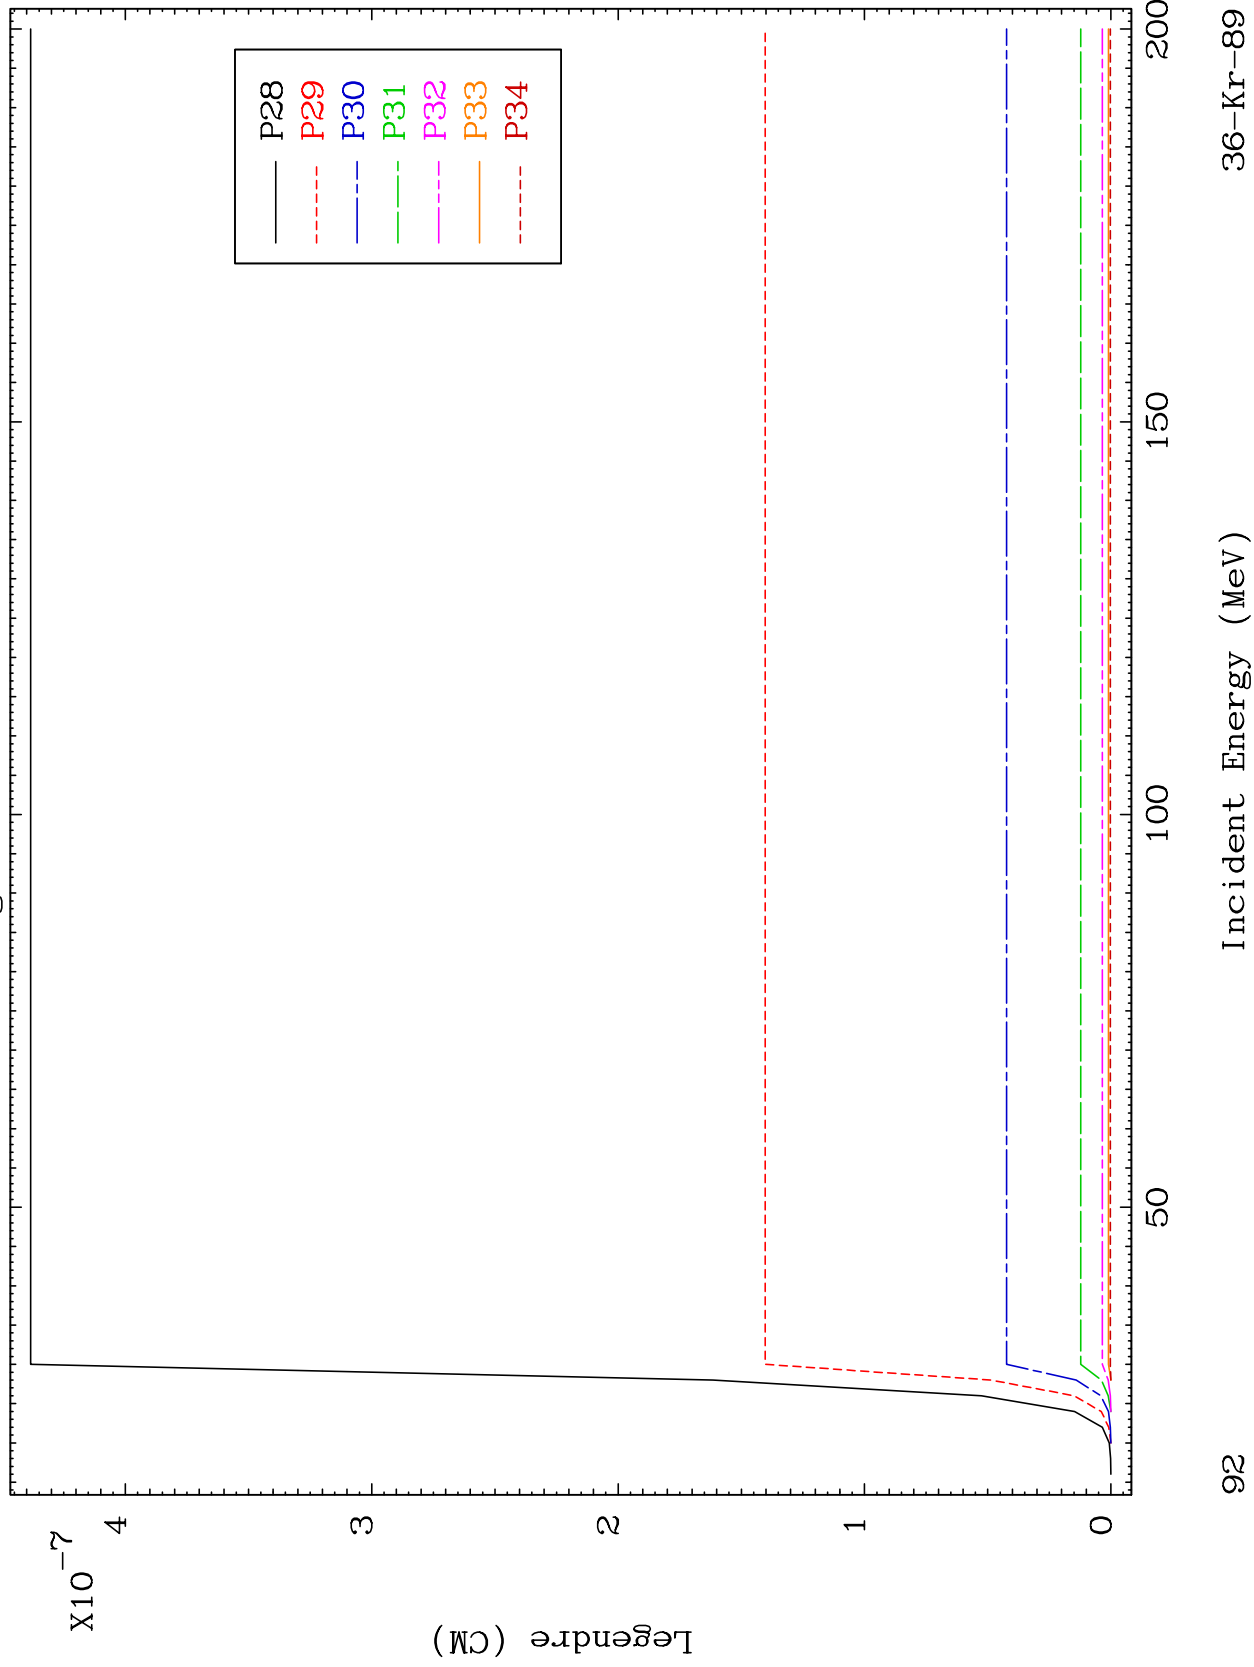 X10-7
4
3
2
1
0
Legendre (CM)
P28
P29
P30
P31
P32
P33
P34
50
100
150
200
Incident Energy (MeV)
92
36-Kr-89